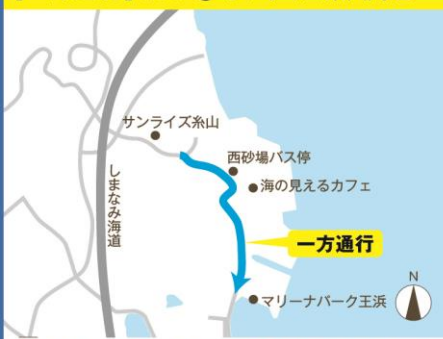 サンライズ糸山
西砂場バス停
海の見えるカフェ
しまなみ海道
一方通行
N
マリーナパーク王浜